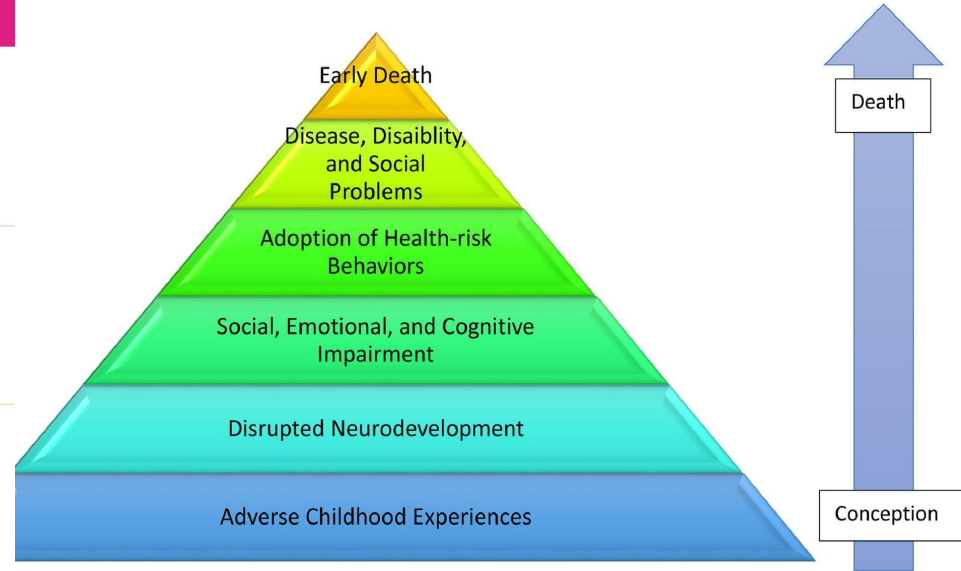 Early Death
Disease, Disaiblity,
and Social
Problems
Adoption of Health-risk
Behaviors
Social, Emotional, and Cognitive
Impairment
Disrupted Neurodevelopment
Adverse Childhood Experiences
Death
Conception